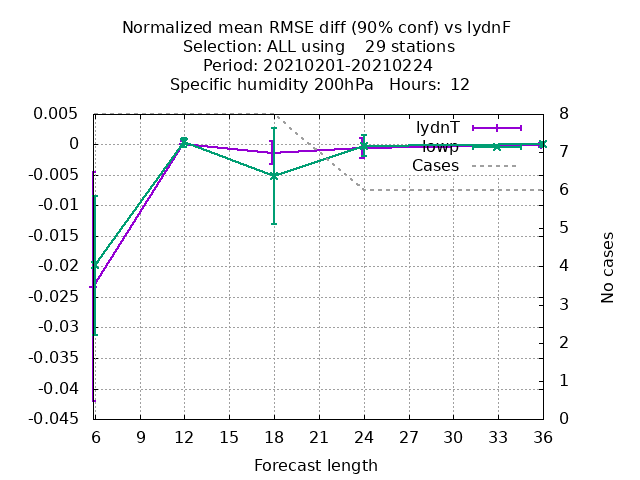 Normalized mean RMSE diff (90% conf) vs lydnF
Selection: ALL using    29 stations
Period: 20210201-20210224
Specific humidity 200hPa   Hours:  12
0.005
0
-0.005
-0.01
-0.015
-0.02
-0.025
-0.03
-0.035
-0.04
-0.045
lydnT
lowp
Cases
8
7
6
5
4
3
2
1
0
No cases
6 9 12 15 18 21 24 27 30 33 36
Forecast length